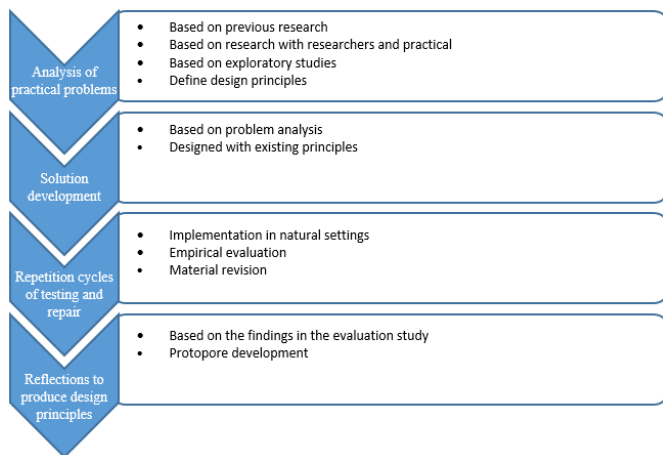 Analysis of
practical problems
• Based on previous research
• Based on research with researchers and practical
• Based on exploratory studies
• Define design principles
Solution
development
• Based on problem analysis
• Designed with existing principles
Repetition cycles
of testing and
repair
• Implementation in natural settings
• Empirical evaluation
• Material revision
Reflections to
produce design
principles
• Based on the findings in the evaluation study
• Protopore development